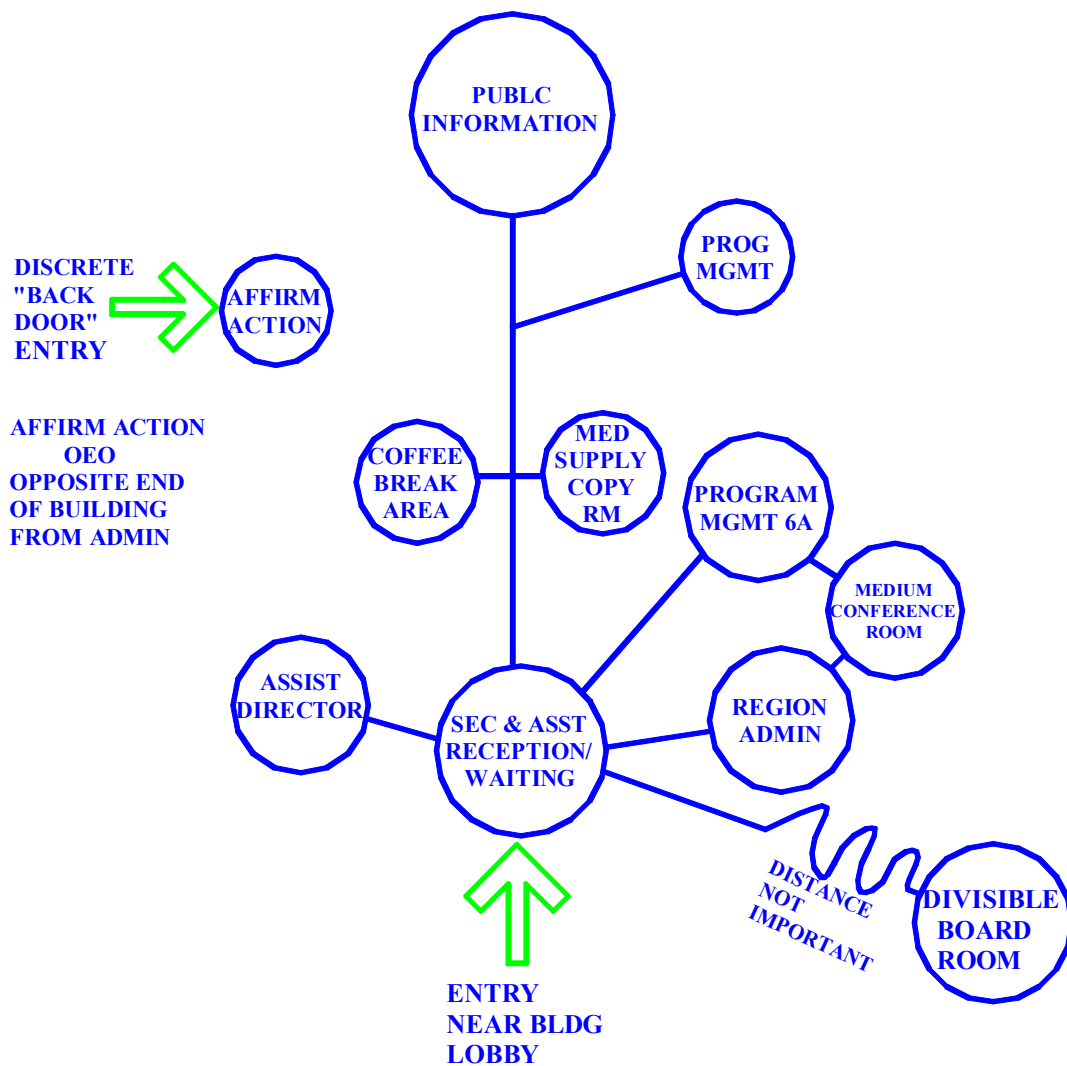 PUBLC
INFORMATION
PROG
MGMT
DISCRETE
"BACK
DOOR"
ENTRY
AFFIRM
ACTION
AFFIRM ACTION
OEO
OPPOSITE END
OF BUILDING
FROM ADMIN
COFFEE
BREAK
AREA
MED
SUPPLY
COPY
RM
PROGRAM
MGMT 6A
MEDIUM
CONFERENCE
ROOM
ASSIST
DIRECTOR
SEC & ASST
RECEPTION/
WAITING
REGION
ADMIN
DISTANCE
NOT
IMPORTANT
DIVISIBLE
BOARD
ROOM
ENTRY
NEAR BLDG
LOBBY